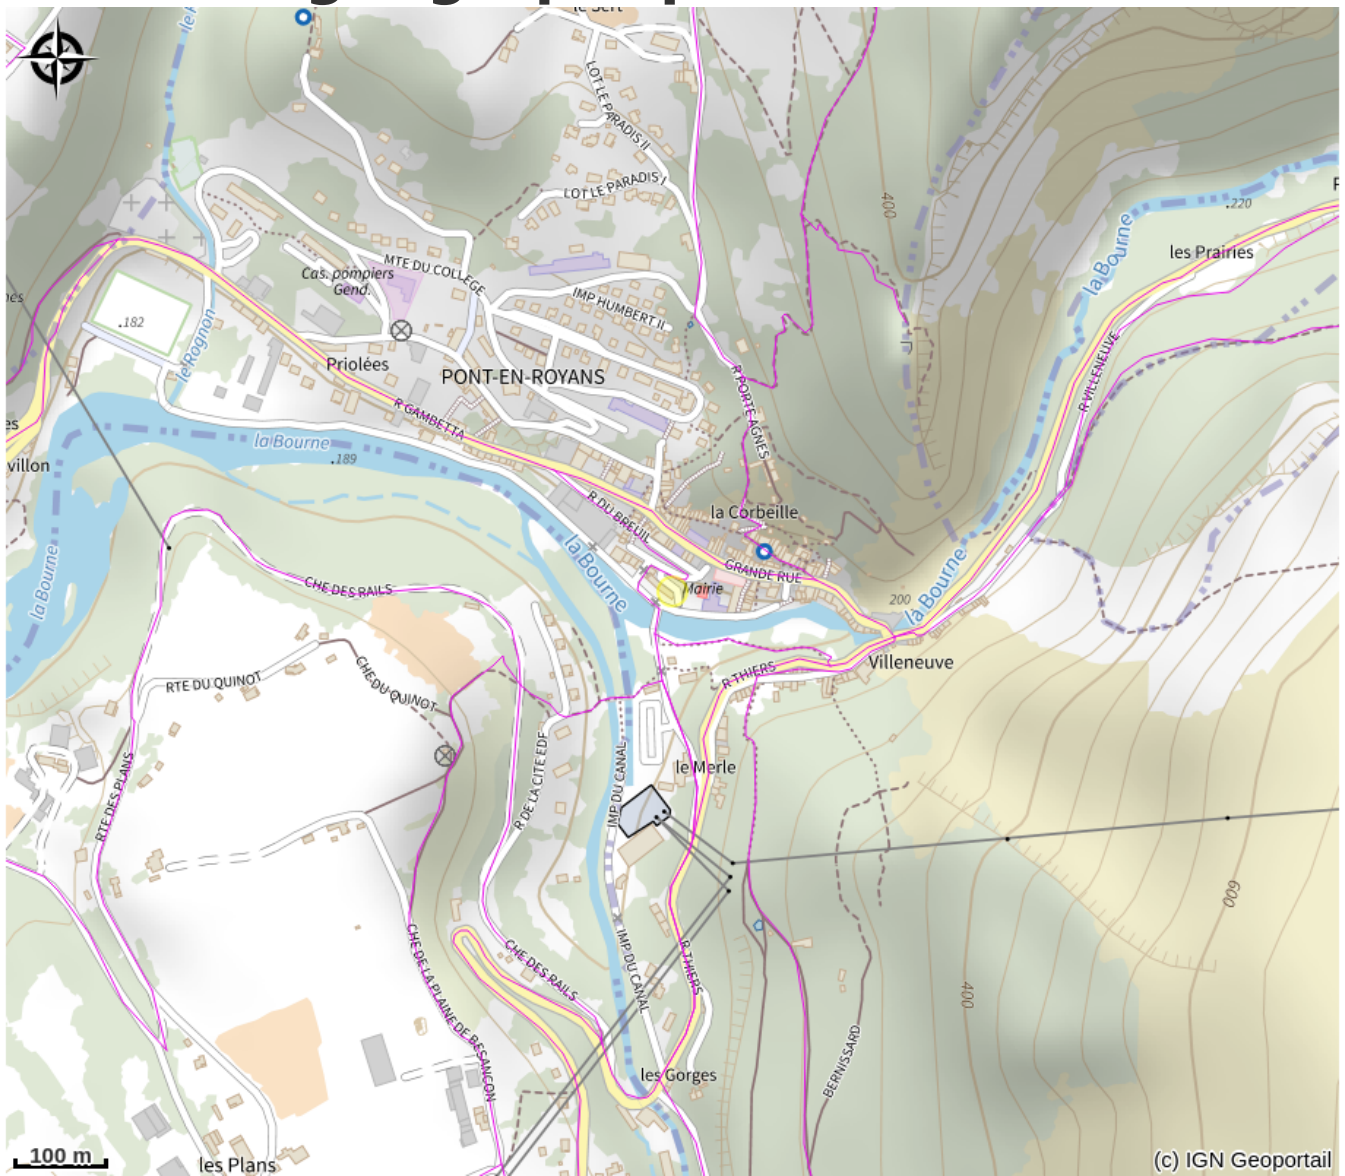 le Sert
LOT LE PARADIS II
LOT LE PARADIS I
400
la Bourne
.220
les Prairies
MTE DU COLLEGE
Cas. pompiers
Gend.
IMP HUMBERT II
.182
le Rognon
Priolées
PONT-EN-ROYANS
R PORTE AGNES
R VILLENEUVE
R GAMBETTA
la Bourne
.189
villon
R DU BREUIL
la Corbeille
la Bourne
GRANDE RUE
Mairie
200
la Bourne
la Bourne
CHE DES RAILS
Villeneuve
R THIERS
RTE DU QUINOT
CHE DU QUINOT
R DE LA CITE EDF
IMP DU CANAL
le Merle
RTE DES PLANS
600
CHE DES RAILS
IMP DU CANAL
R THIERS
CHE DE LA PLAINE DE BESANCON
400
BERNISSARD
les Gorges
100 m
les Plans
(c) IGN Geoportail